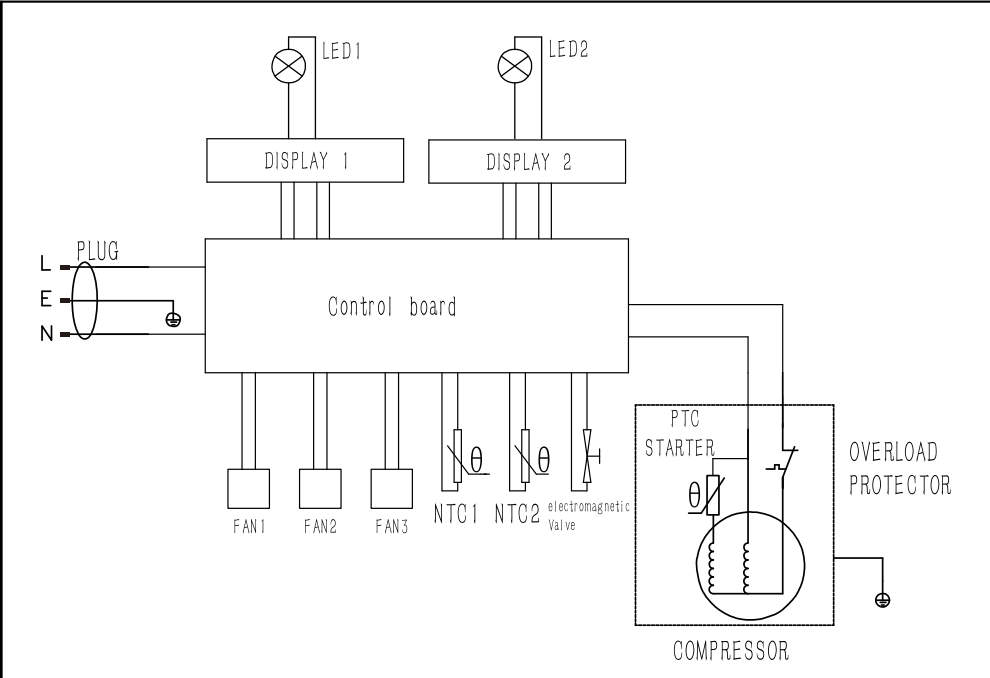 LED1
LED2
DISPLAY 1
DISPLAY 2
PLUG
L
E
N
Control board
PTC
STARTER
OVERLOAD
PROTECTOR
θ
θ
θ
FAN1
FAN2
FAN3
NTC1
NTC2
electromagnetic
Valve
COMPRESSOR